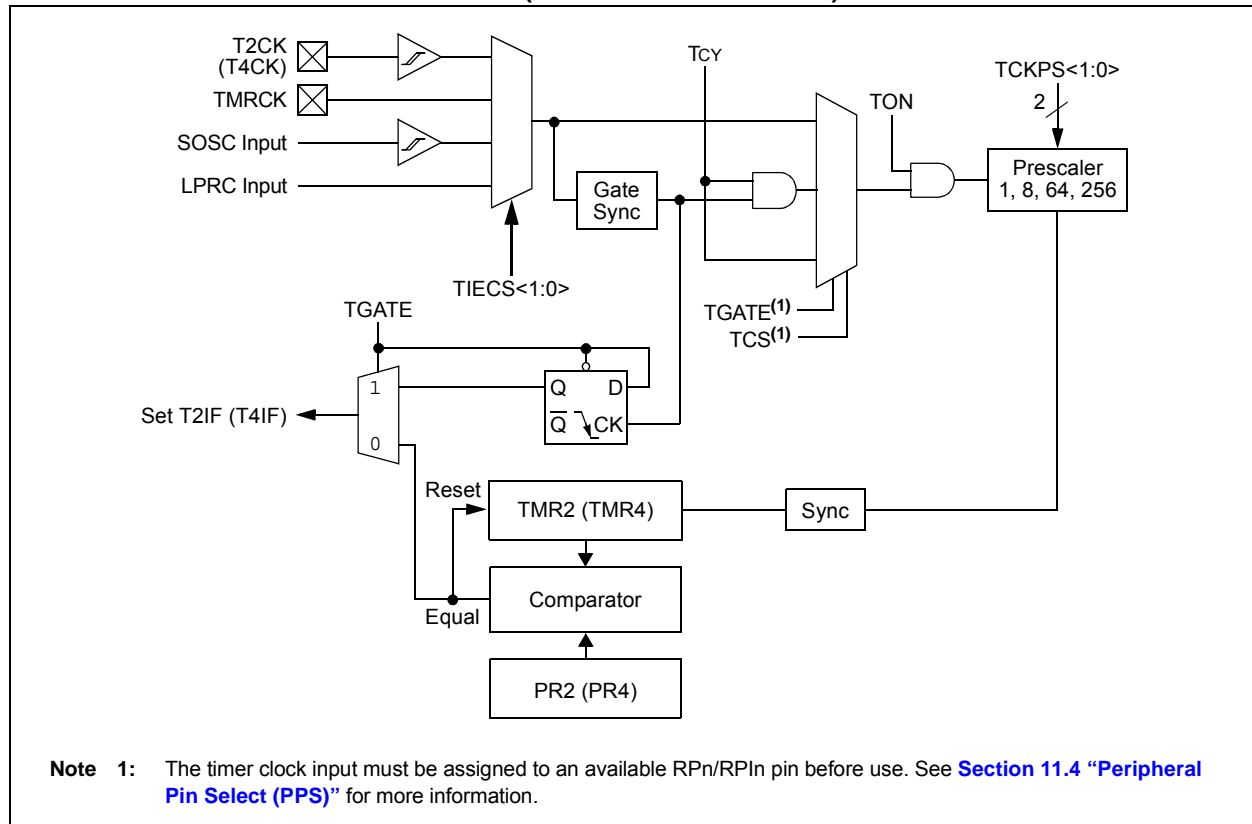 T2CK
(T4CK)
TMRCK
SOSC Input
LPRC Input
TIECS<1:0>
Gate
Sync
TCY
TGATE(1)
TCS(1)
TON
TCKPS<1:0>
2
Prescaler
1, 8, 64, 256
TGATE
1
0
Set T2IF (T4IF)
Q D
Q̅ CK
Reset
TMR2 (TMR4)
Sync
Equal
Comparator
PR2 (PR4)
Note 1: The timer clock input must be assigned to an available RPn/RPIn pin before use. See Section 11.4 “Peripheral
Pin Select (PPS)” for more information.